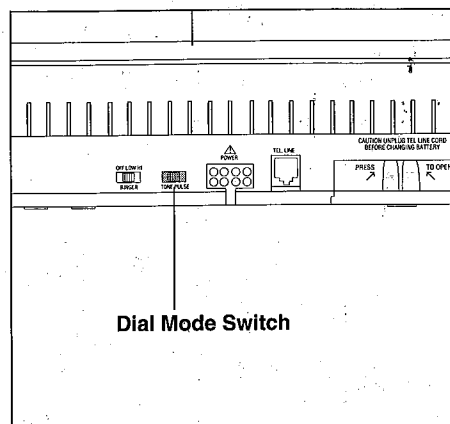 CAUTION UNPLUG TEL LINE CORD
BEFORE CHANGING BATTERY
POWER
TEL LINE
OFF LOW HI
RINGER
TONE PULSE
PRESS
TO OPEN
Dial Mode Switch